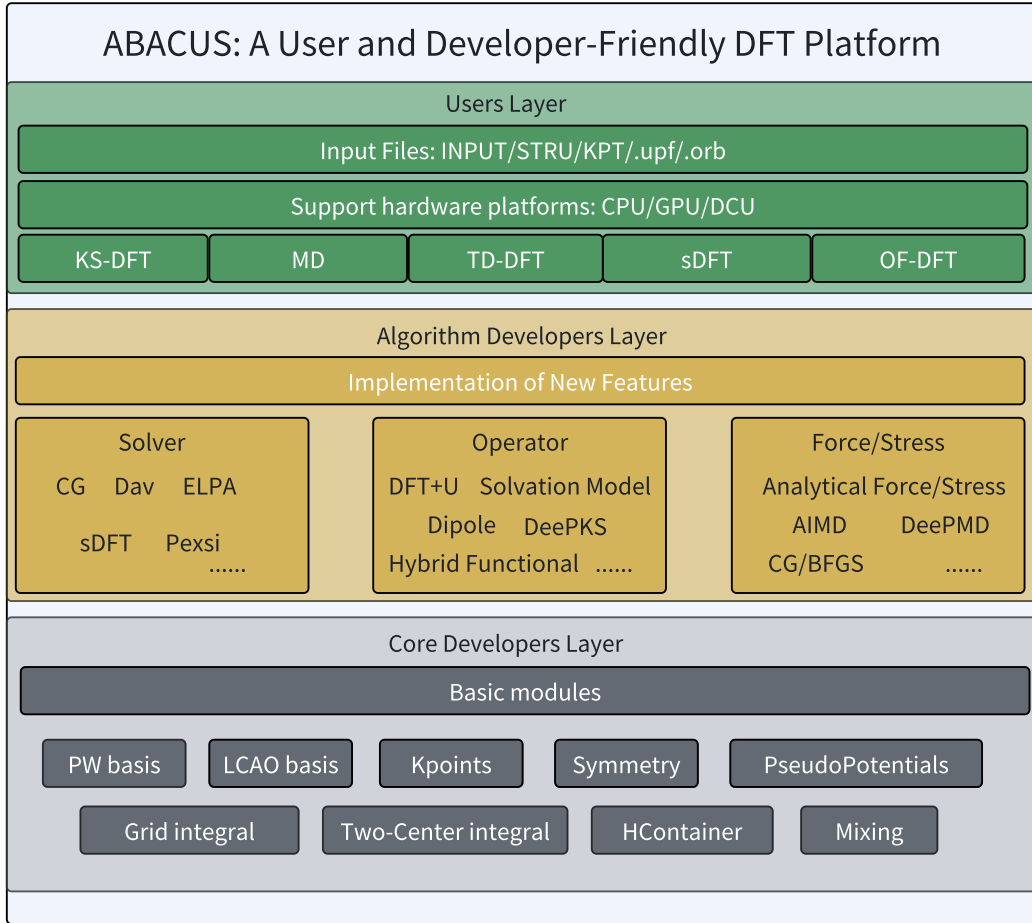 ABACUS: A User and Developer-Friendly DFT Platform
Users Layer
Input Files: INPUT/STRU/KPT/.upf/.orb
Support hardware platforms: CPU/GPU/DCU
KS-DFT MD TD-DFT sDFT OF-DFT
Algorithm Developers Layer
Implementation of New Features
Solver
CG Dav ELPA
sDFT Pexsi
......
Operator
DFT+U Solvation Model
Dipole DeePKS
Hybrid Functional ......
Force/Stress
Analytical Force/Stress
AIMD DeePMD
CG/BFGS ......
Core Developers Layer
Basic modules
PW basis LCAO basis Kpoints Symmetry PseudoPotentials
Grid integral Two-Center integral HContainer Mixing